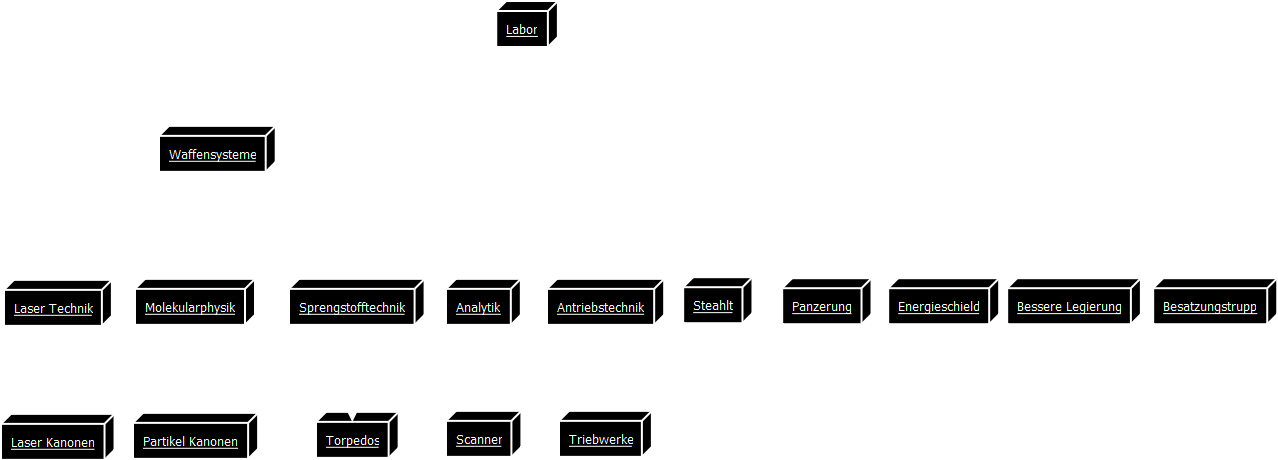 Labor
Waffensysteme
Laser Technik
Molekularphysik
Sprengstofftechnik
Analytik
Antriebstechnik
Steahlt
Panzerung
Energieschield
Bessere Legierung
Besatzungstrupp
Laser Kanonen
Partikel Kanonen
Torpedos
Scanner
Triebwerke